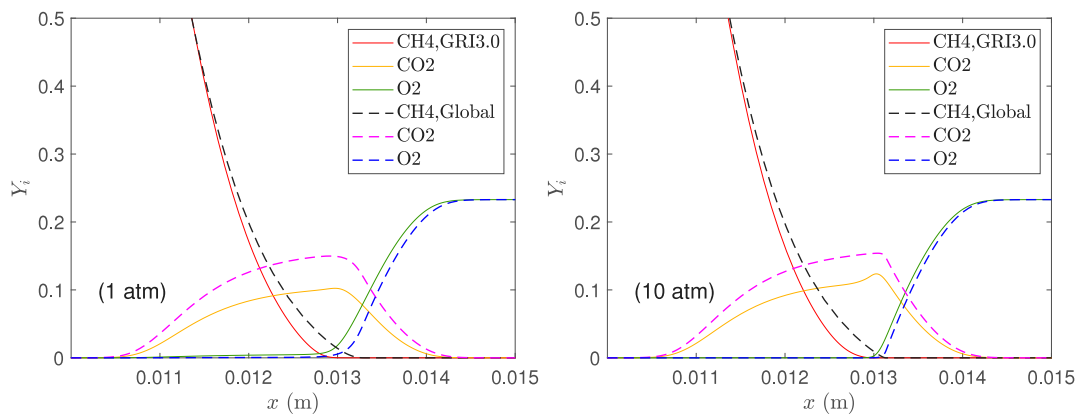 0.5
0.4
0.3
0.2
0.1
0
Y_i
CH4,GRI3.0
CO2
O2
CH4,Global
CO2
O2
(1 atm)
0.011
0.012
0.013
0.014
0.015
x (m)
0.5
0.4
0.3
0.2
0.1
0
Y_i
CH4,GRI3.0
CO2
O2
CH4,Global
CO2
O2
(10 atm)
0.011
0.012
0.013
0.014
0.015
x (m)